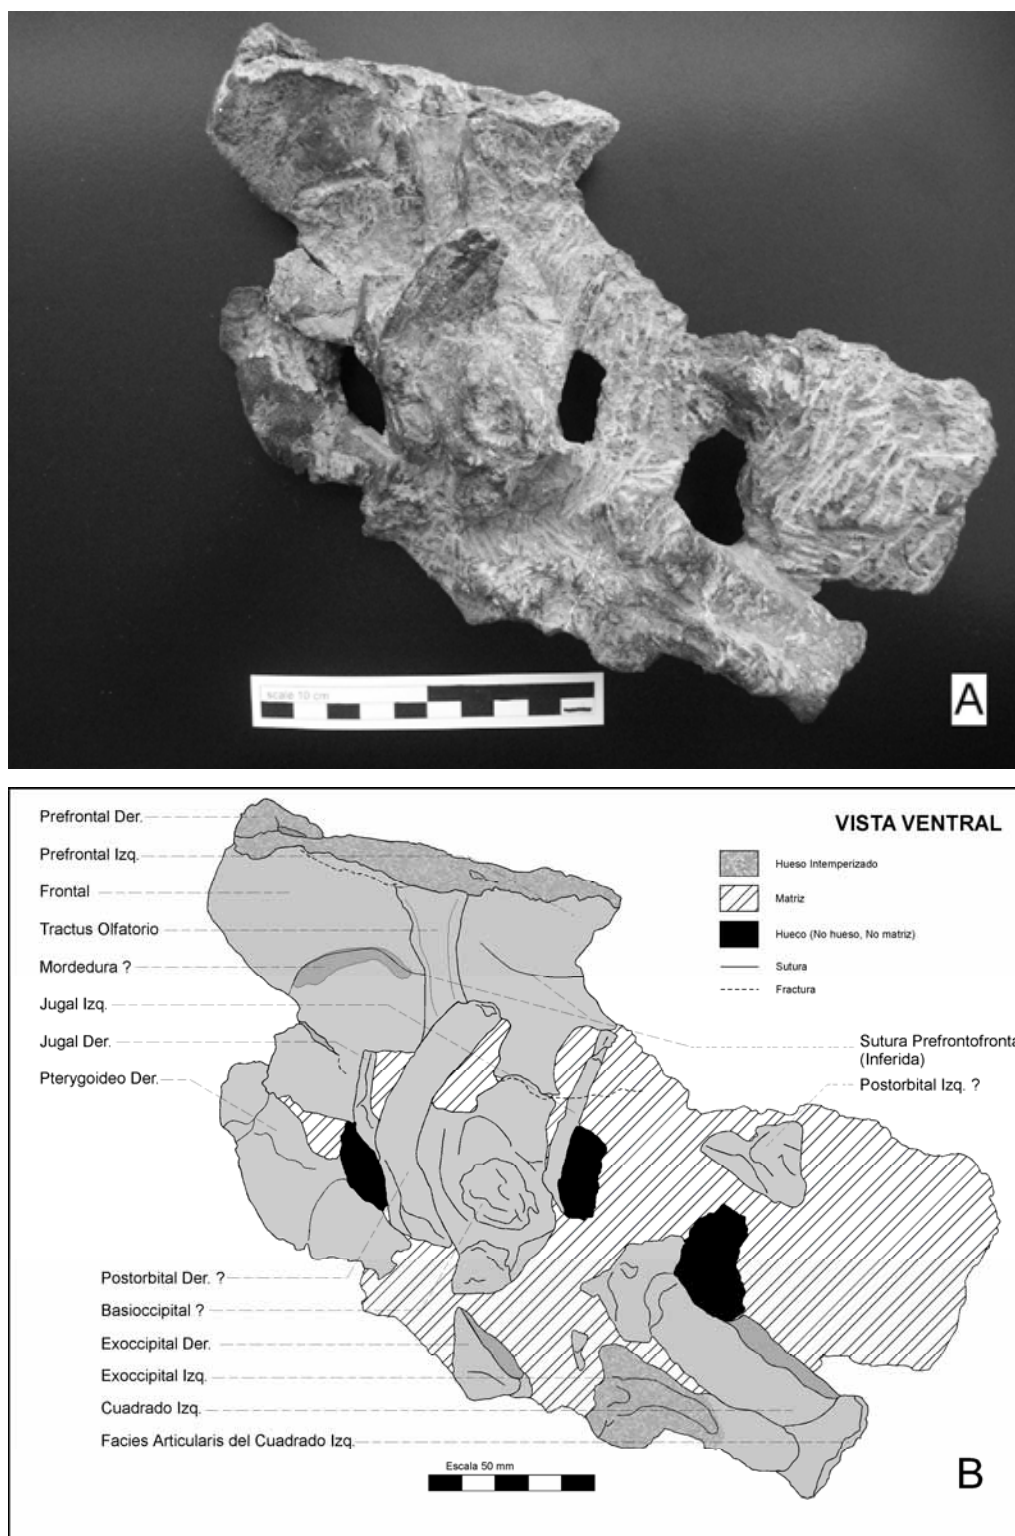 scale 10 cm
A
Prefrontal Der.
Prefrontal Izq.
Frontal
Tractus Olfatorio
Mordedura ?
Jugal Izq.
Jugal Der.
Pterygoideo Der.
VISTA VENTRAL
Hueso Intemperizado
Matriz
Hueco (No hueso, No matriz)
Sutura
Fractura
Sutura Prefrontofronta
(Inferida)
Postorbital Izq. ?
Postorbital Der. ?
Basioccipital ?
Exoccipital Der.
Exoccipital Izq.
Cuadrado Izq.
Facies Articularis del Cuadrado Izq.
Escala 50 mm
B